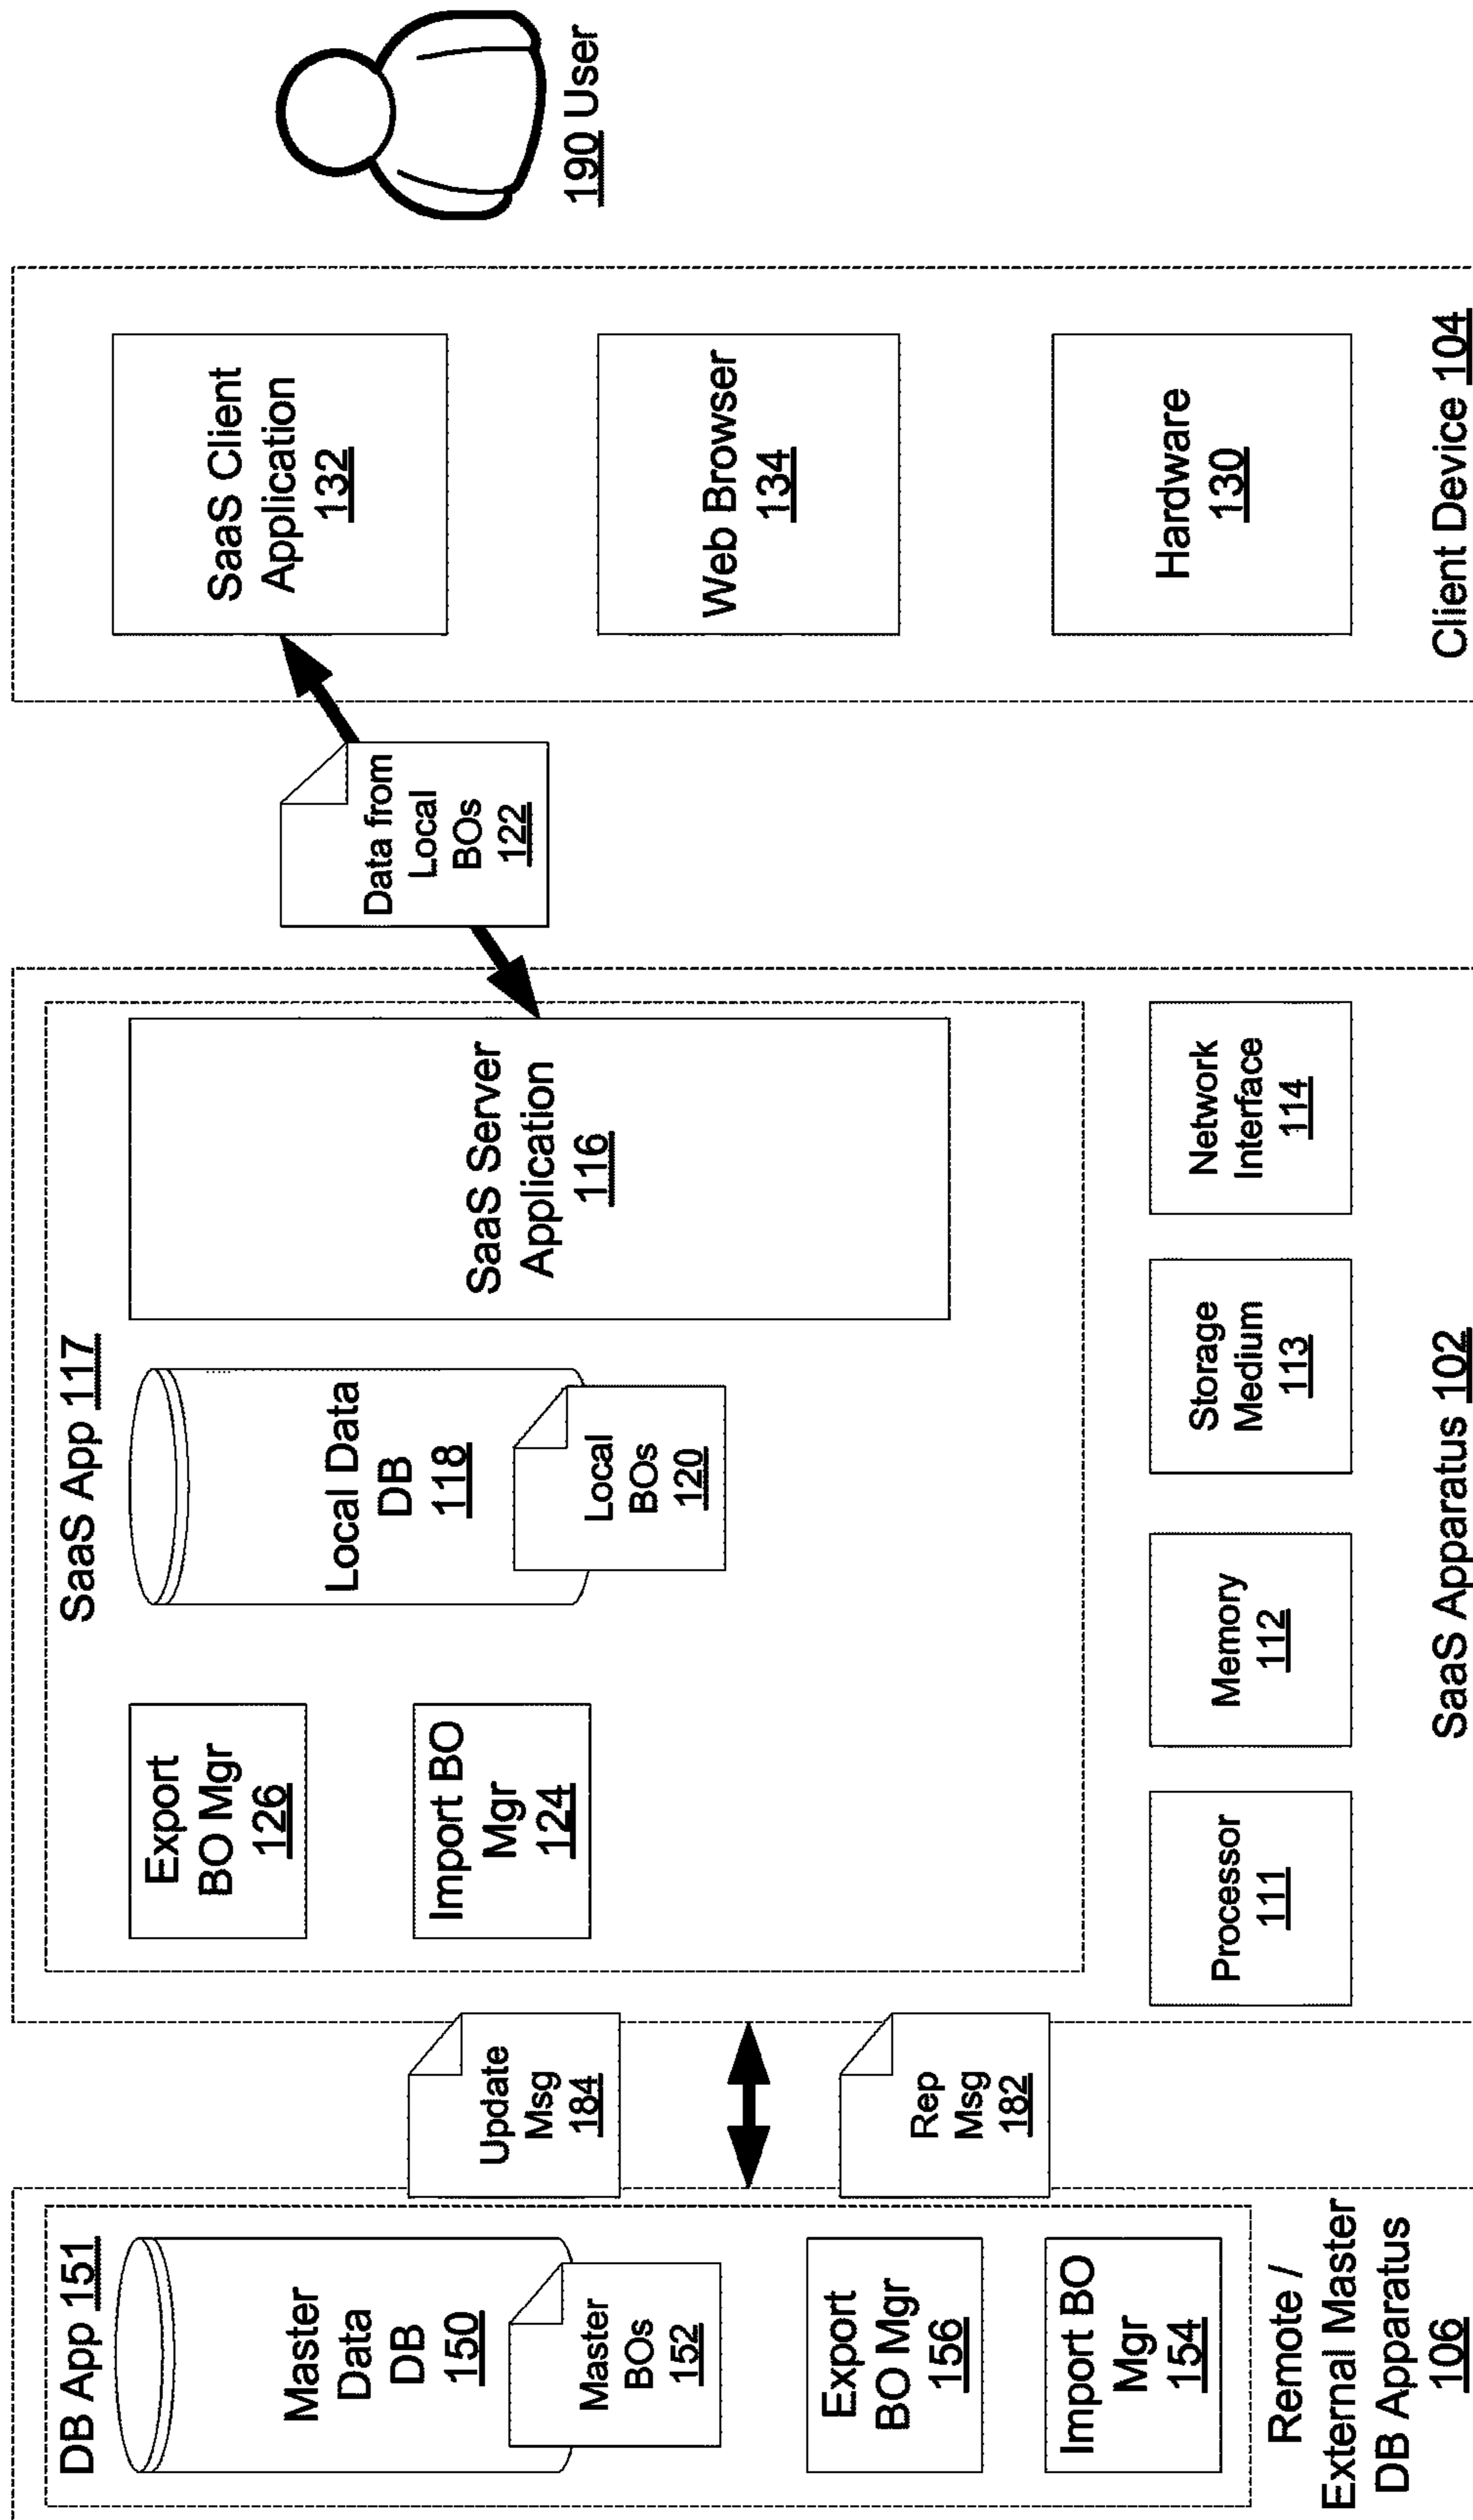 DB App 151
Master
Data
DB
150
Master
BOs
152
Export
BO Mgr
156
Import BO
Mgr
154
Remote /
External Master
DB Apparatus
106
Update
Msg
184
Rep
Msg
182
SaaS App 117
Export
BO Mgr
126
Import BO
Mgr
124
Local Data
DB
118
Local
BOs
120
SaaS Server
Application
116
Processor
111
Memory
112
Storage
Medium
113
Network
Interface
114
SaaS Apparatus 102
Data from
Local
BOs
122
SaaS Client
Application
132
Web Browser
134
Hardware
130
Client Device 104
190 User